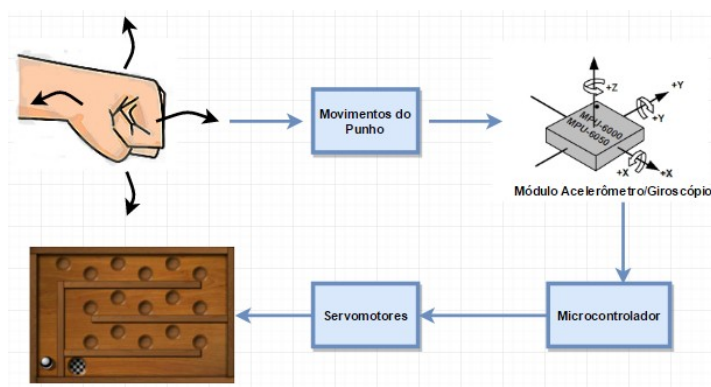 Movimentos do
Punho
+Z
+Y
+Y
MPU-6000
MPU-6050
+X
+X
Módulo Acelerômetro/Giroscópio
Servomotores
Microcontrolador